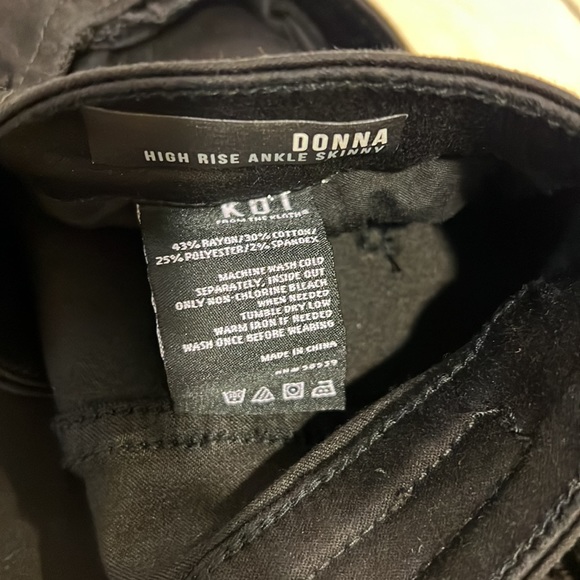 DONNA
HIGH RISE ANKLE SKINNY
KUT
FROM THE KLOTH®
43% RAYON/30% COTTON/
25% POLYESTER/2% SPANDEX
MACHINE WASH COLD
SEPARATELY, INSIDE OUT
ONLY NON-CHLORINE BLEACH
WHEN NEEDED
TUMBLE DRY LOW
WARM IRON IF NEEDED
WASH ONCE BEFORE WEARING
MADE IN CHINA